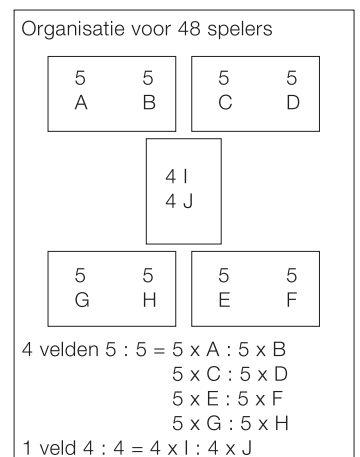 Organisatie voor 48 spelers
5 5 5 5
A B C D
4 I
4 J
5 5 5 5
G H E F
4 velden 5 : 5 = 5 x A : 5 x B
5 x C : 5 x D
5 x E : 5 x F
5 x G : 5 x H
1 veld 4 : 4 = 4 x I : 4 x J